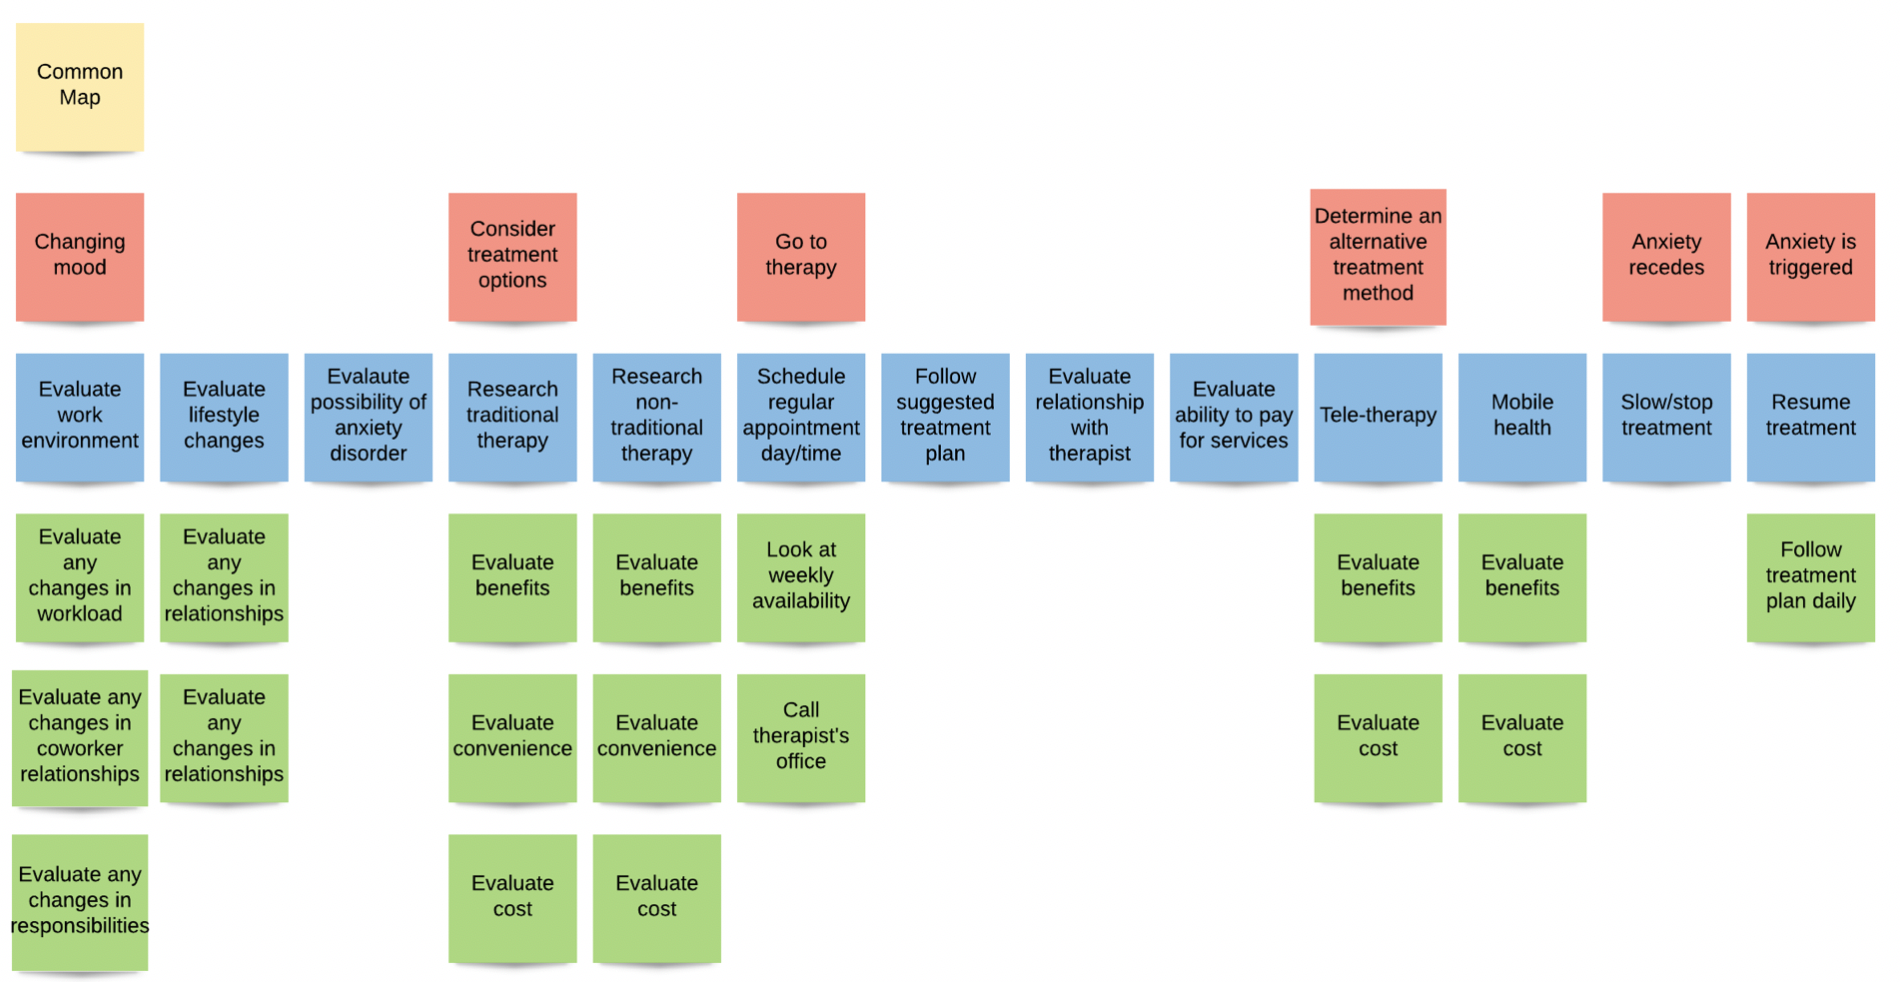 Common
Map
Changing
mood
Consider
treatment
options
Go to
therapy
Determine an
alternative
treatment
method
Anxiety
recedes
Anxiety is
triggered
Evaluate
work
environment
Evaluate
lifestyle
changes
Evalaute
possibility of
anxiety
disorder
Research
traditional
therapy
Research
non-
traditional
therapy
Schedule
regular
appointment
day/time
Follow
suggested
treatment
plan
Evaluate
relationship
with
therapist
Evaluate
ability to pay
for services
Tele-therapy
Mobile
health
Slow/stop
treatment
Resume
treatment
Evaluate
any
changes in
workload
Evaluate
any
changes in
relationships
Evaluate
benefits
Evaluate
benefits
Look at
weekly
availability
Evaluate
benefits
Evaluate
benefits
Follow
treatment
plan daily
Evaluate any
changes in
coworker
relationships
Evaluate
any
changes in
relationships
Evaluate
convenience
Evaluate
convenience
Call
therapist's
office
Evaluate
cost
Evaluate
cost
Evaluate any
changes in
responsibilities
Evaluate
cost
Evaluate
cost